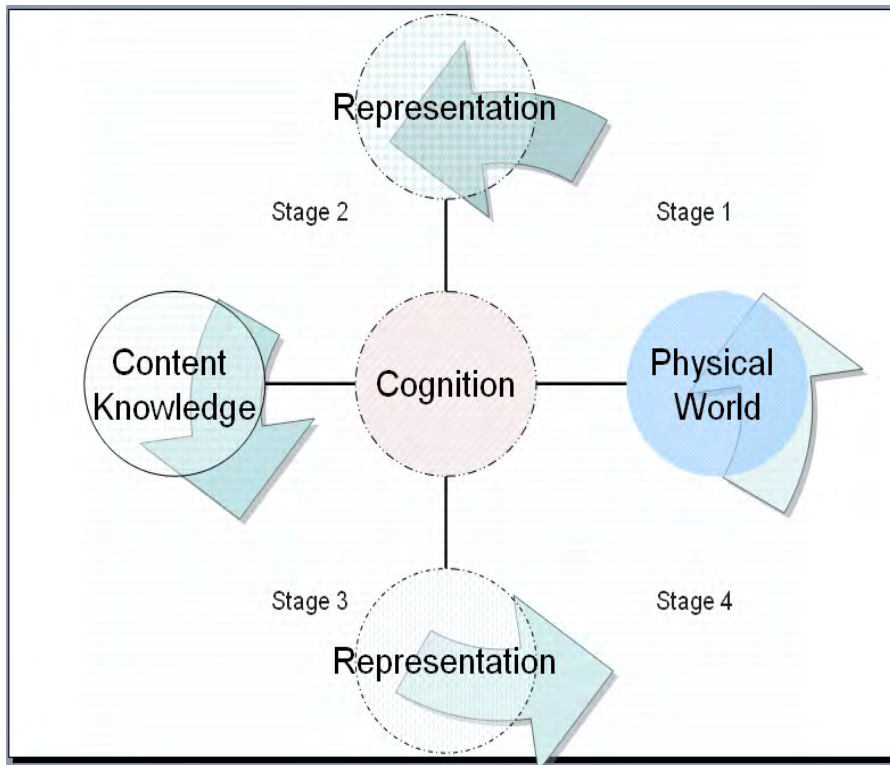 Representation
Stage 2
Stage 1
Content
Knowledge
Cognition
Physical
World
Stage 3
Stage 4
Representation